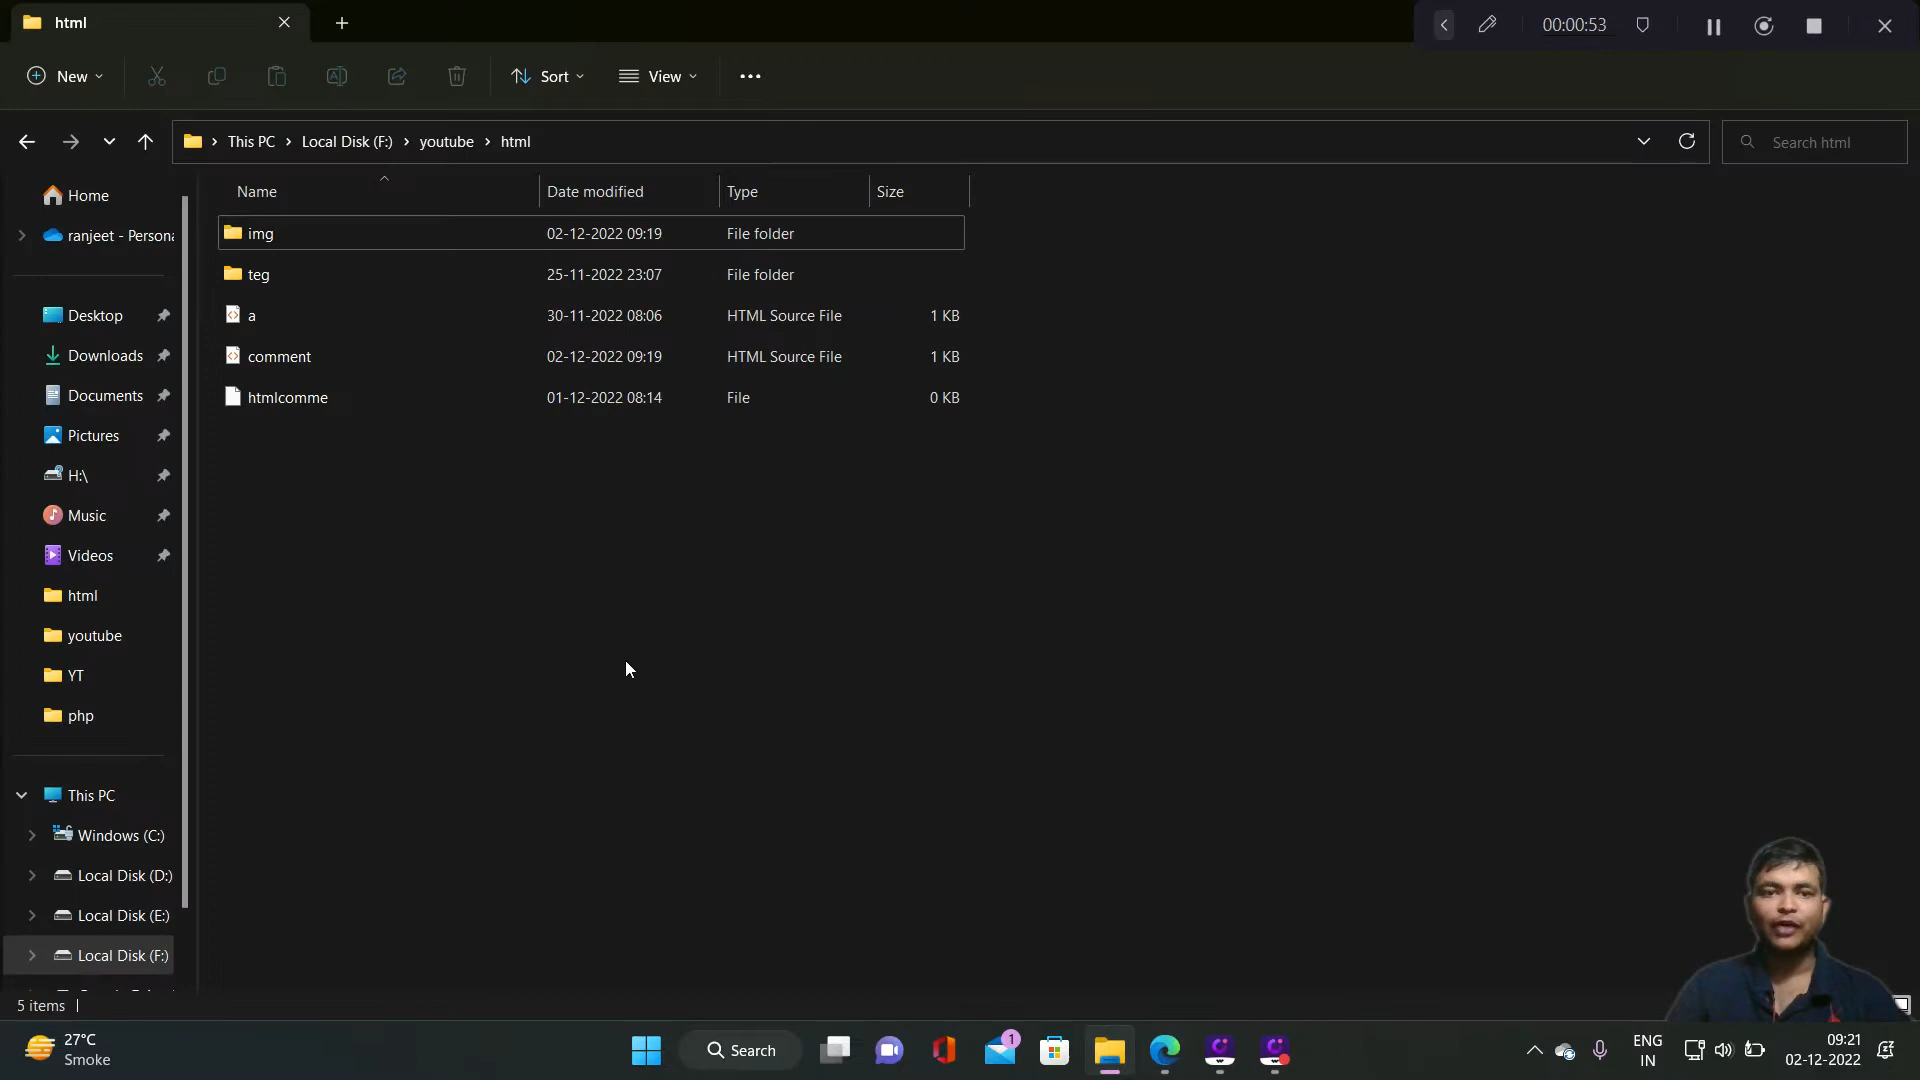 html
00:00:53
New
Sort
View
This PC
Local Disk (F:)
youtube
html
Search html
Name
Date modified
Type
Size
img
02-12-2022 09:19
File folder
teg
25-11-2022 23:07
File folder
a
30-11-2022 08:06
HTML Source File
1 KB
comment
02-12-2022 09:19
HTML Source File
1 KB
htmlcomme
01-12-2022 08:14
File
0 KB
Home
ranjeet - Persona
Desktop
Downloads
Documents
Pictures
H:\
Music
Videos
html
youtube
YT
php
This PC
Windows (C:)
Local Disk (D:)
Local Disk (E:)
Local Disk (F:)
5 items
27°C
Smoke
Search
1
ENG
IN
09:21
02-12-2022